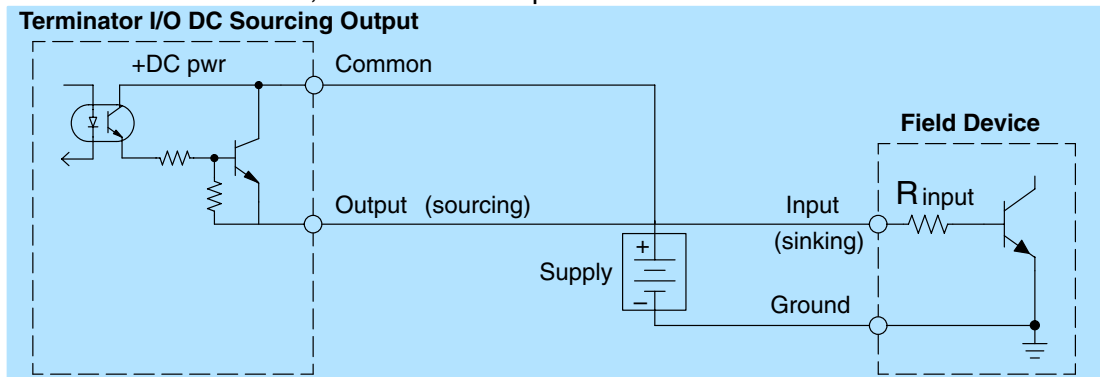 Terminator I/O DC Sourcing Output
+DC pwr
Common
Field Device
Output (sourcing)
Input
(sinking)
R input
+
Supply
–
Ground